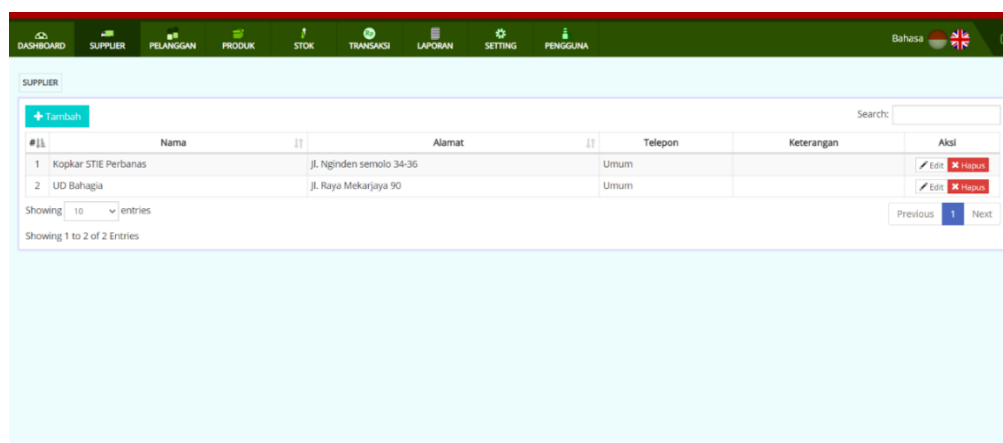 DASHBOARD SUPPLIER PELANGGAN PRODUK STOK TRANSAKSI LAPORAN SETTING PENGGUNA Bahasa
SUPPLIER
+ Tambah Search:
# Nama Alamat Telepon Keterangan Aksi
1 Kopkar STIE Perbanas Jl. Nginden semolo 34-36 Umum Edit Hapus
2 UD Bahagia Jl. Raya Mekarjaya 90 Umum Edit Hapus
Showing 10 entries Previous 1 Next
Showing 1 to 2 of 2 Entries